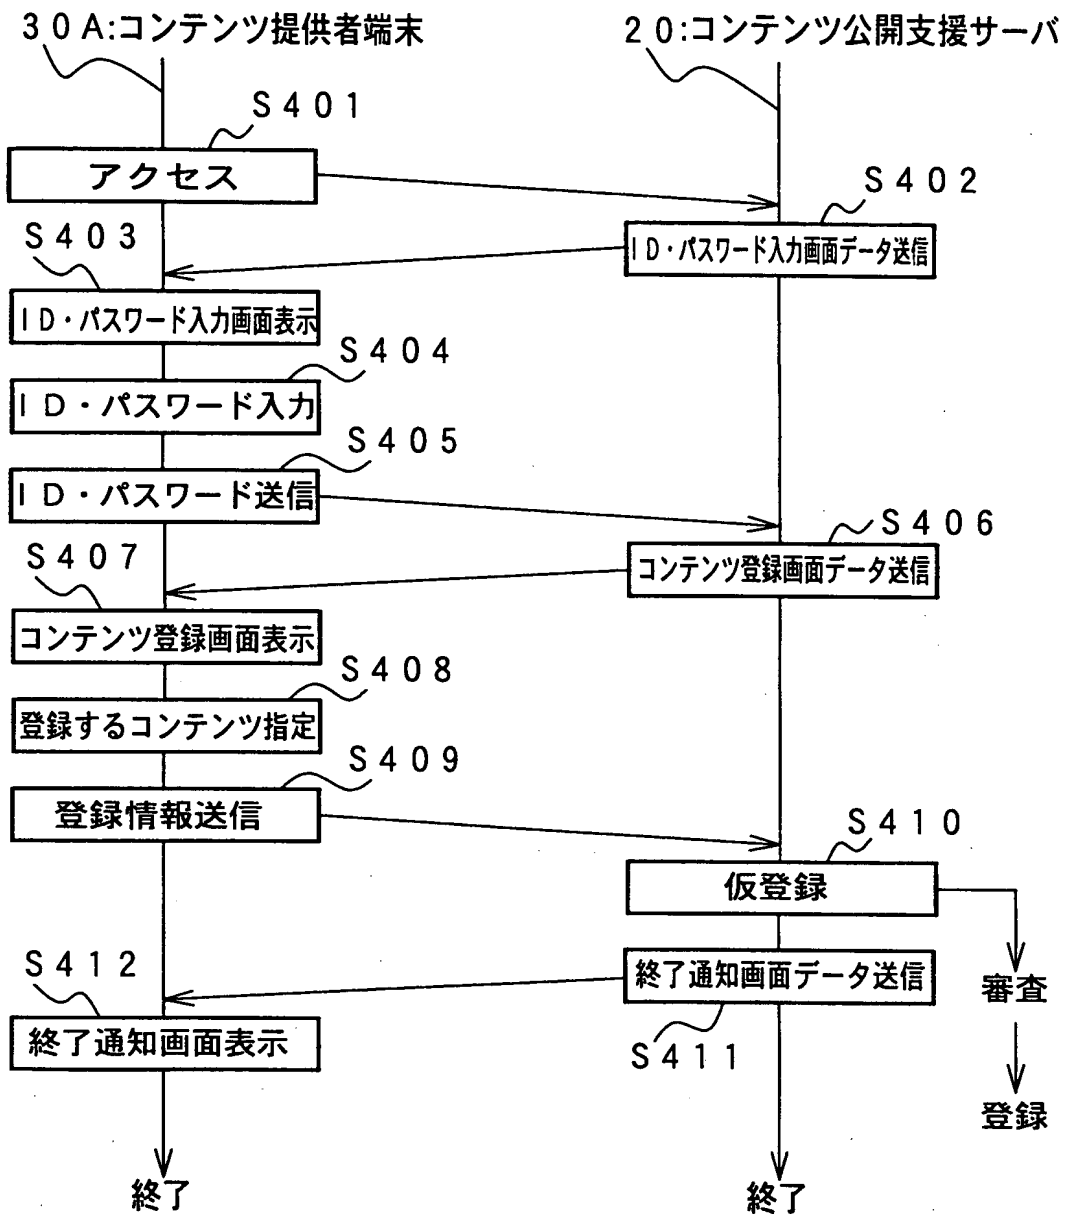 30A:コンテンツ提供者端末
20:コンテンツ公開支援サーバ
S401
アクセス
S402
ID・パスワード入力画面データ送信
S403
ID・パスワード入力画面表示
S404
ID・パスワード入力
S405
ID・パスワード送信
S406
コンテンツ登録画面データ送信
S407
コンテンツ登録画面表示
S408
登録するコンテンツ指定
S409
登録情報送信
S410
仮登録
審査
登録
終了通知画面データ送信
S411
S412
終了通知画面表示
終了
終了